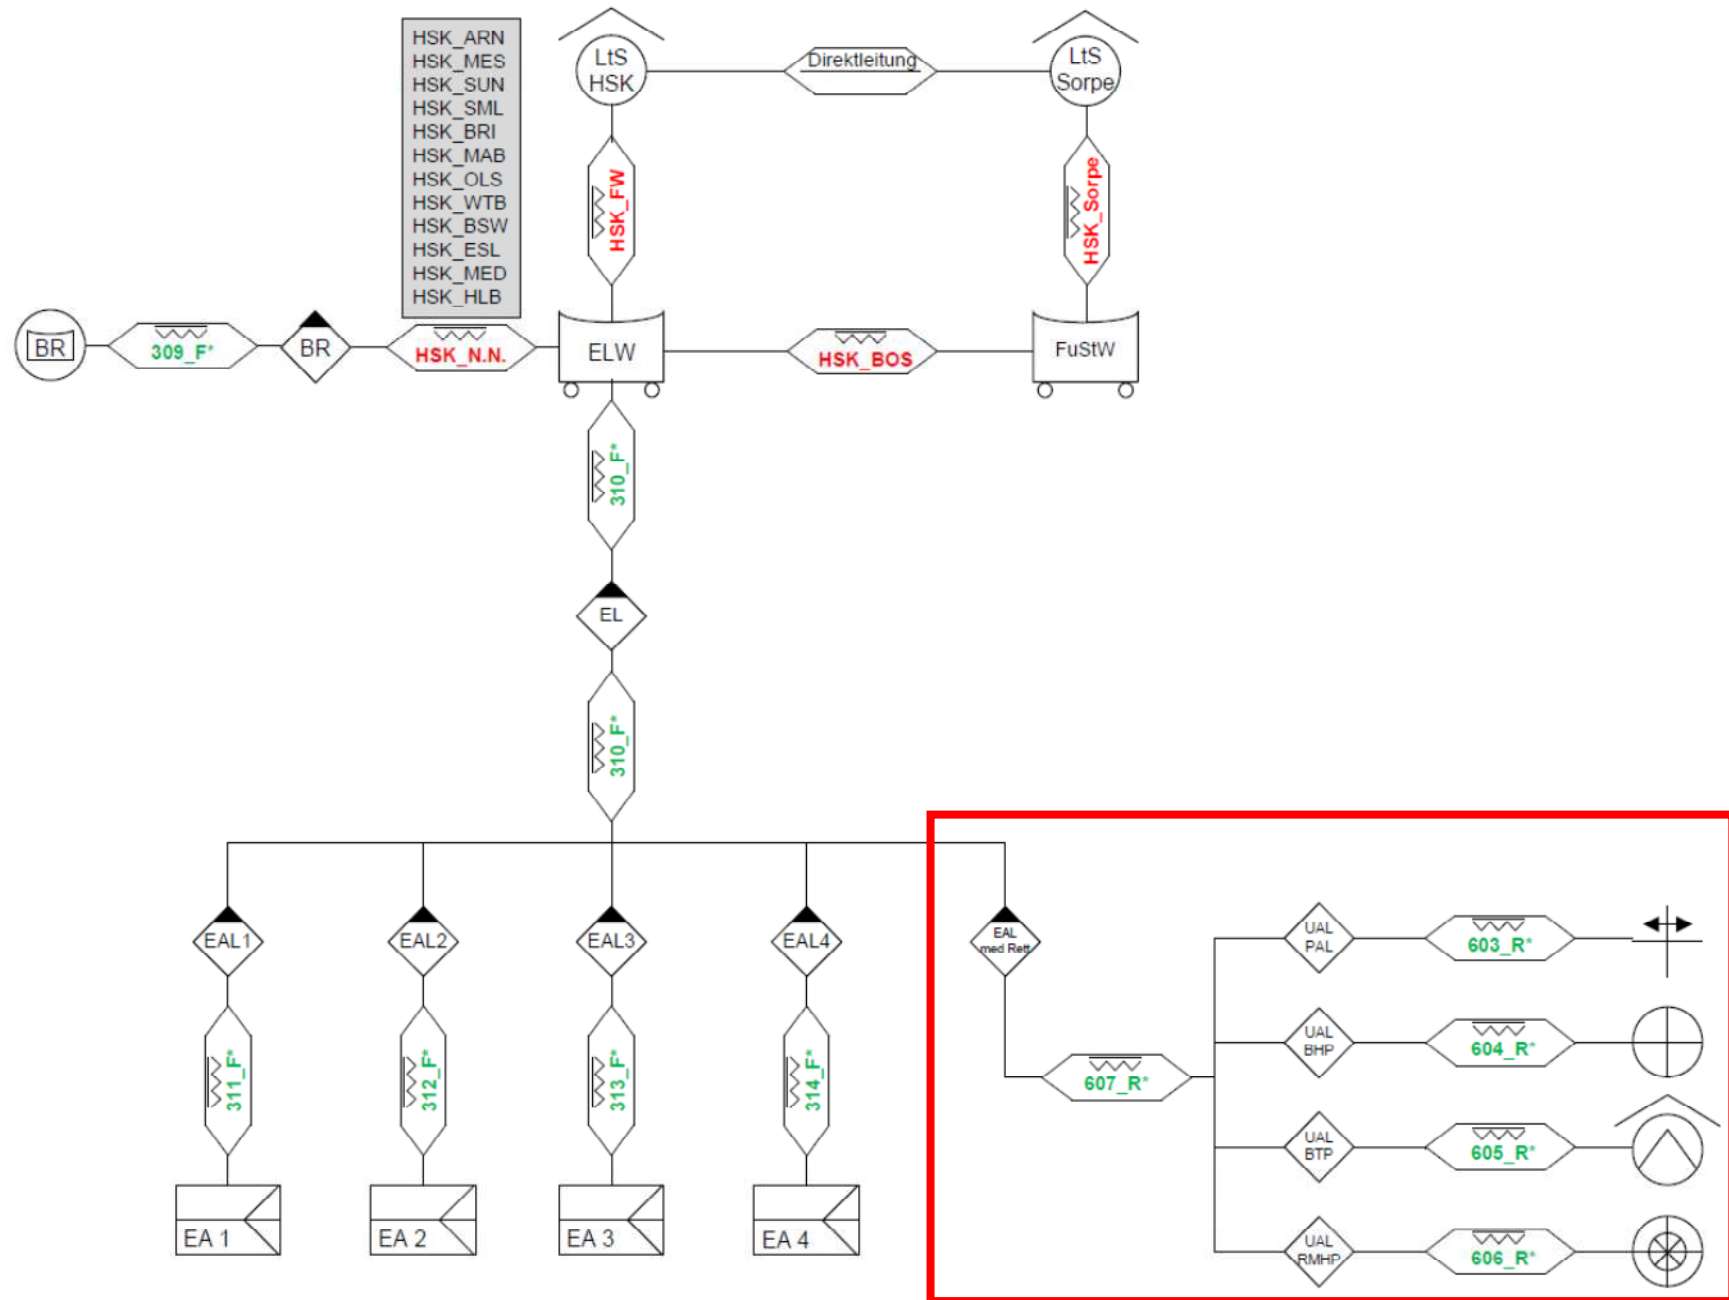 HSK_ARN
HSK_MES
HSK_SUN
HSK_SML
HSK_BRI
HSK_MAB
HSK_OLS
HSK_WTB
HSK_BSW
HSK_ESL
HSK_MED
HSK_HLB
LtS
HSK
Direktleitung
LtS
Sorpe
HSK_FW
HSK_Sorpe
BR
309_F*
BR
HSK_N.N.
ELW
HSK_BOS
FuStW
310_F*
EL
310_F*
EAL1
EAL2
EAL3
EAL4
EAL
med Rett
311_F*
312_F*
313_F*
314_F*
EA 1
EA 2
EA 3
EA 4
607_R*
UAL
PAL
603_R*
UAL
BHP
604_R*
UAL
BTP
605_R*
UAL
RMHP
606_R*